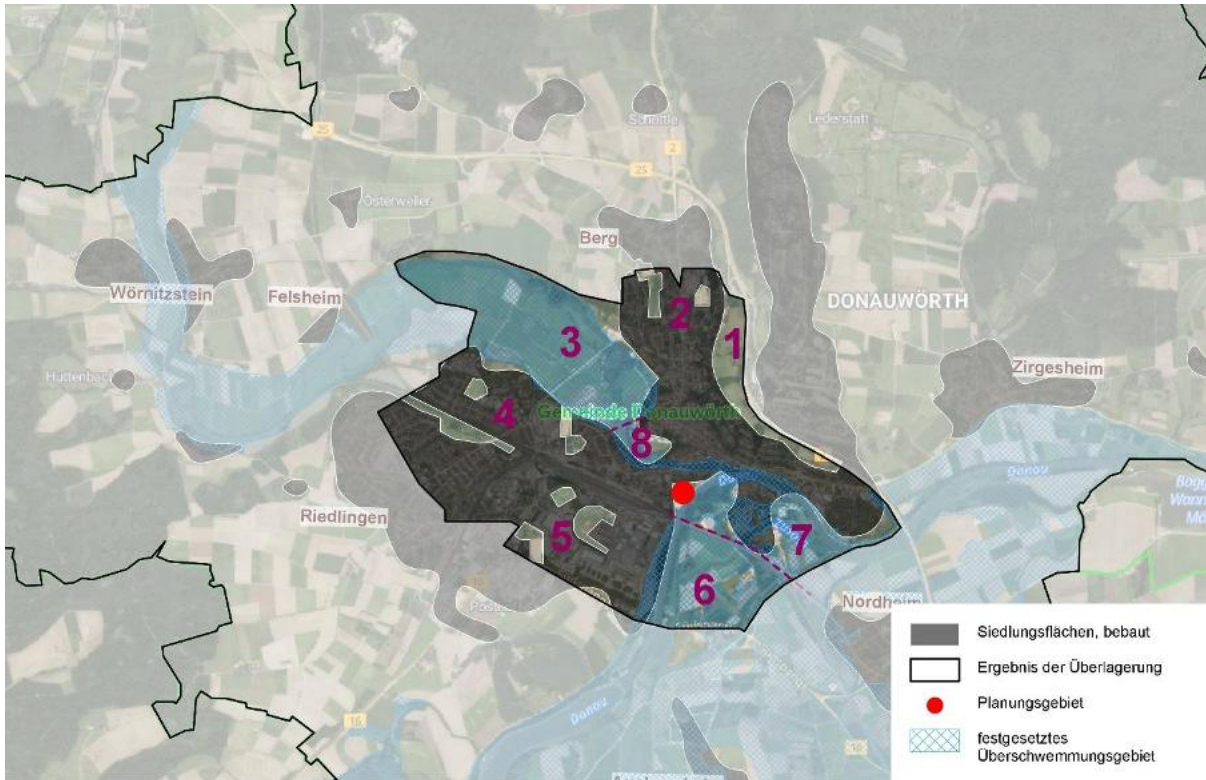 Schöttle
Lederstatt
25
2
25
Osterweiler
Berg
Wörnitzstein
Felsheim
DONAUWÖRTH
2
1
3
Zirgesheim
4
Gemeinde Donauwörth
8
Donau
Riedlingen
5
7
6
Nordheim
16
Donau
Siedlungsflächen, bebaut
Ergebnis der Überlagerung
Planungsgebiet
festgesetztes
Überschwemmungsgebiet